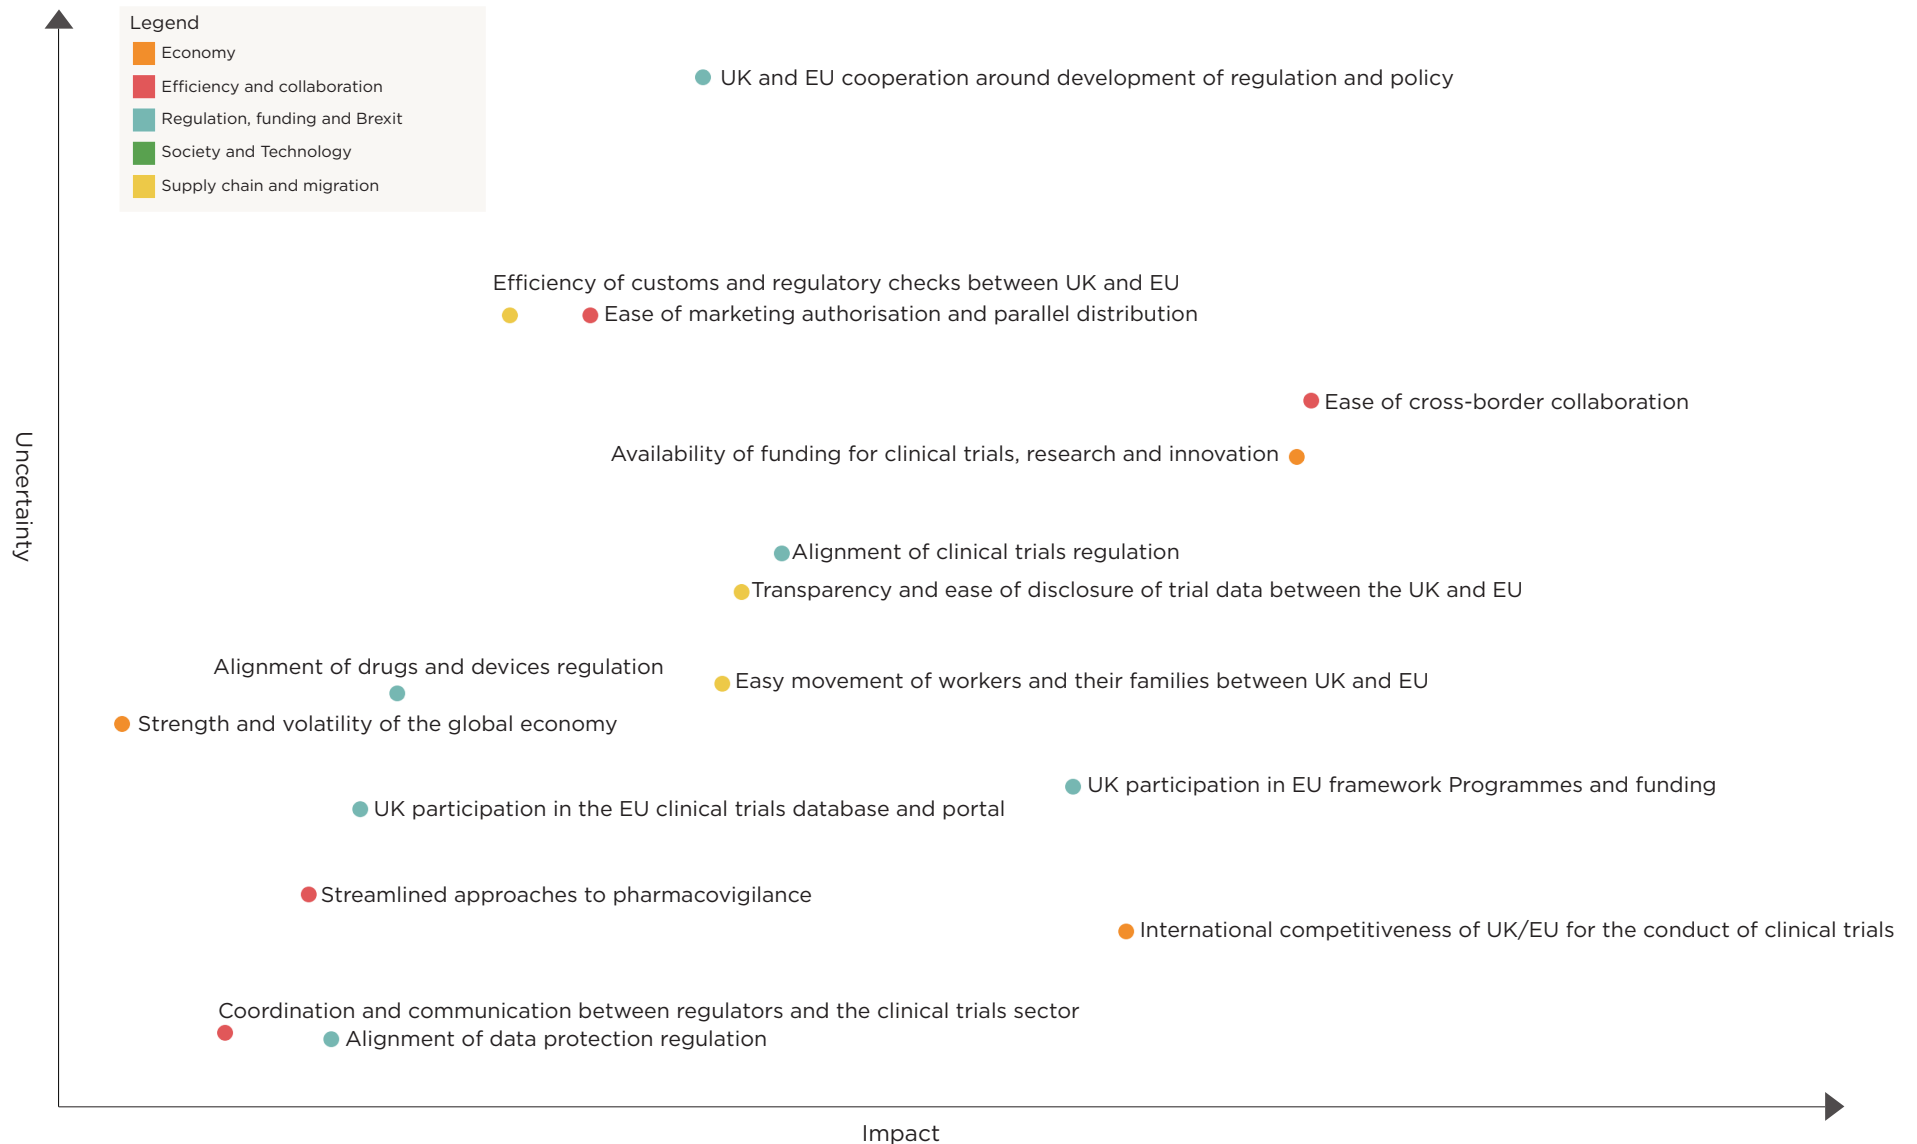 Legend
Economy
Efficiency and collaboration
Regulation, funding and Brexit
Society and Technology
Supply chain and migration
UK and EU cooperation around development of regulation and policy
Efficiency of customs and regulatory checks between UK and EU
Ease of marketing authorisation and parallel distribution
Ease of cross-border collaboration
Availability of funding for clinical trials, research and innovation
Uncertainty
Alignment of clinical trials regulation
Transparency and ease of disclosure of trial data between the UK and EU
Alignment of drugs and devices regulation
Easy movement of workers and their families between UK and EU
Strength and volatility of the global economy
UK participation in EU framework Programmes and funding
UK participation in the EU clinical trials database and portal
Streamlined approaches to pharmacovigilance
International competitiveness of UK/EU for the conduct of clinical trials
Coordination and communication between regulators and the clinical trials sector
Alignment of data protection regulation
Impact